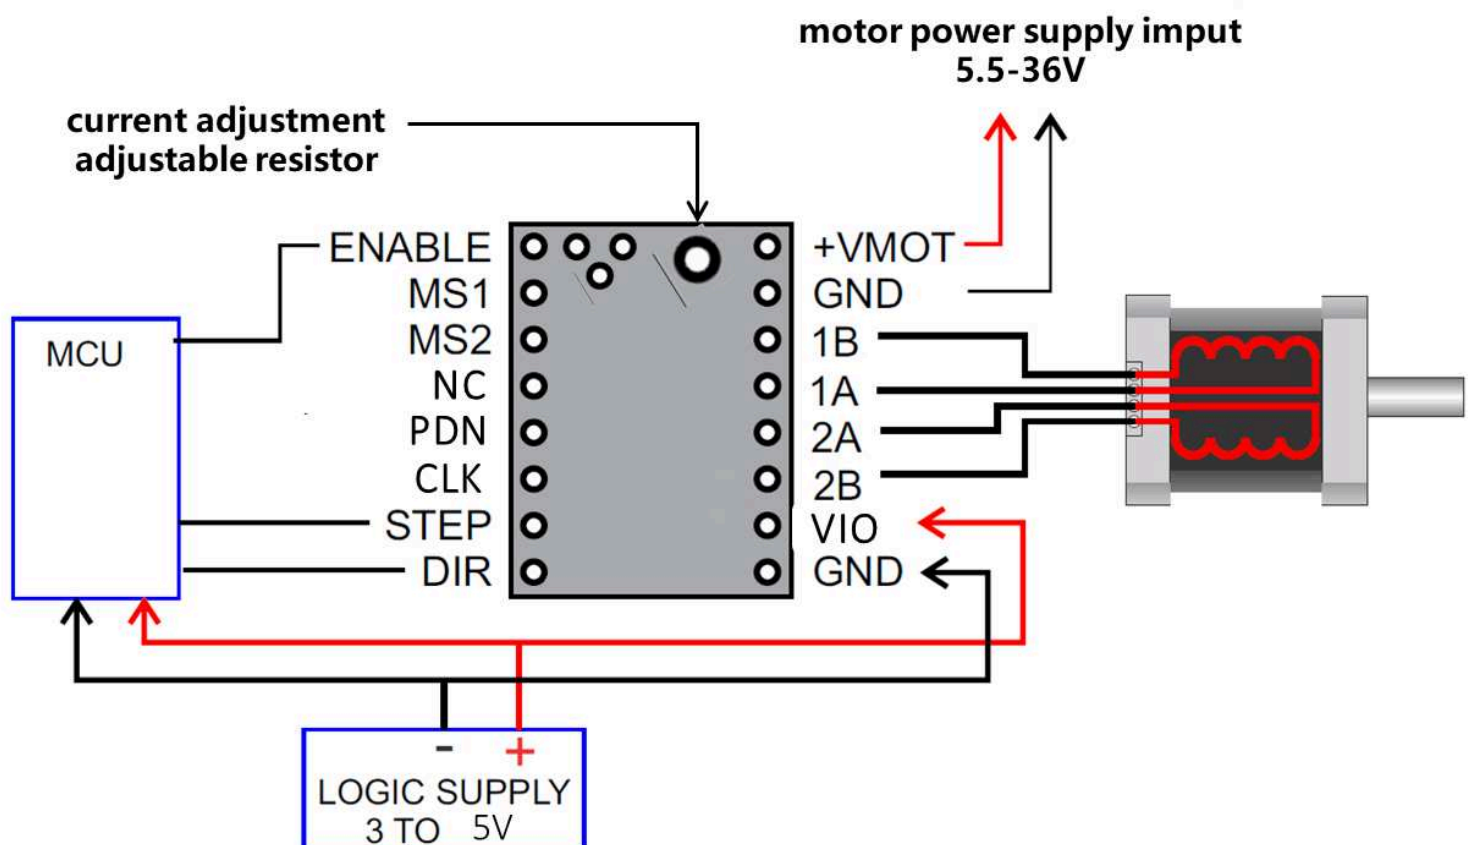 motor power supply imput
5.5-36V
current adjustment
adjustable resistor
ENABLE
MS1
MS2
NC
PDN
CLK
STEP
DIR
+VMOT
GND
1B
1A
2A
2B
VIO
GND
MCU
- +
LOGIC SUPPLY
3 TO 5V